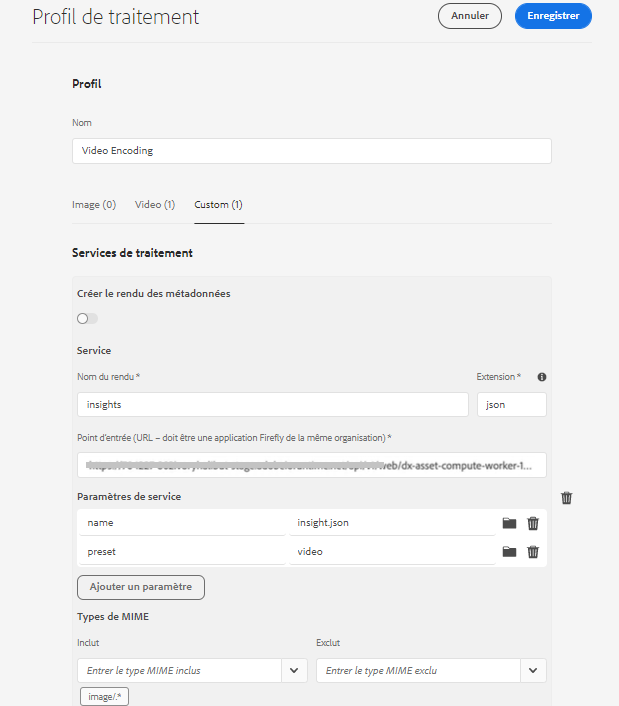 Profil de traitement
Annuler
Enregistrer
Profil
Nom
Video Encoding
Image (0)
Video (1)
Custom (1)
Services de traitement
Créer le rendu des métadonnées
Service
Nom du rendu *
Extension *
insights
json
Point d'entrée (URL – doit être une application Firefly de la même organisation) *
web/dx-asset-compute-worker-1...
Paramètres de service
name
insight.json
preset
video
Ajouter un paramètre
Types de MIME
Inclut
Exclut
Entrer le type MIME inclus
Entrer le type MIME exclu
image/.*